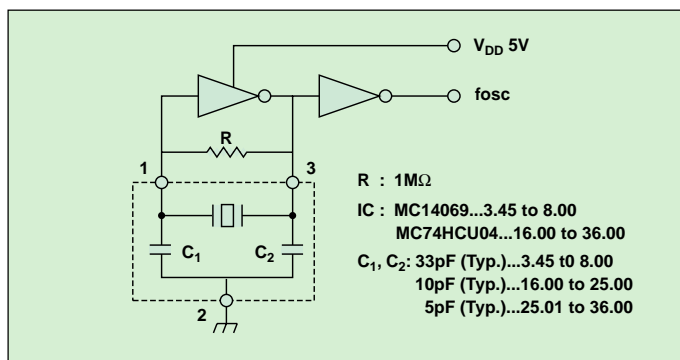 V_DD 5V
fosc
R
1
3
R : 1MΩ
IC : MC14069...3.45 to 8.00
MC74HCU04...16.00 to 36.00
C₁
C₂
C₁, C₂: 33pF (Typ.)...3.45 t0 8.00
10pF (Typ.)...16.00 to 25.00
5pF (Typ.)...25.01 to 36.00
2